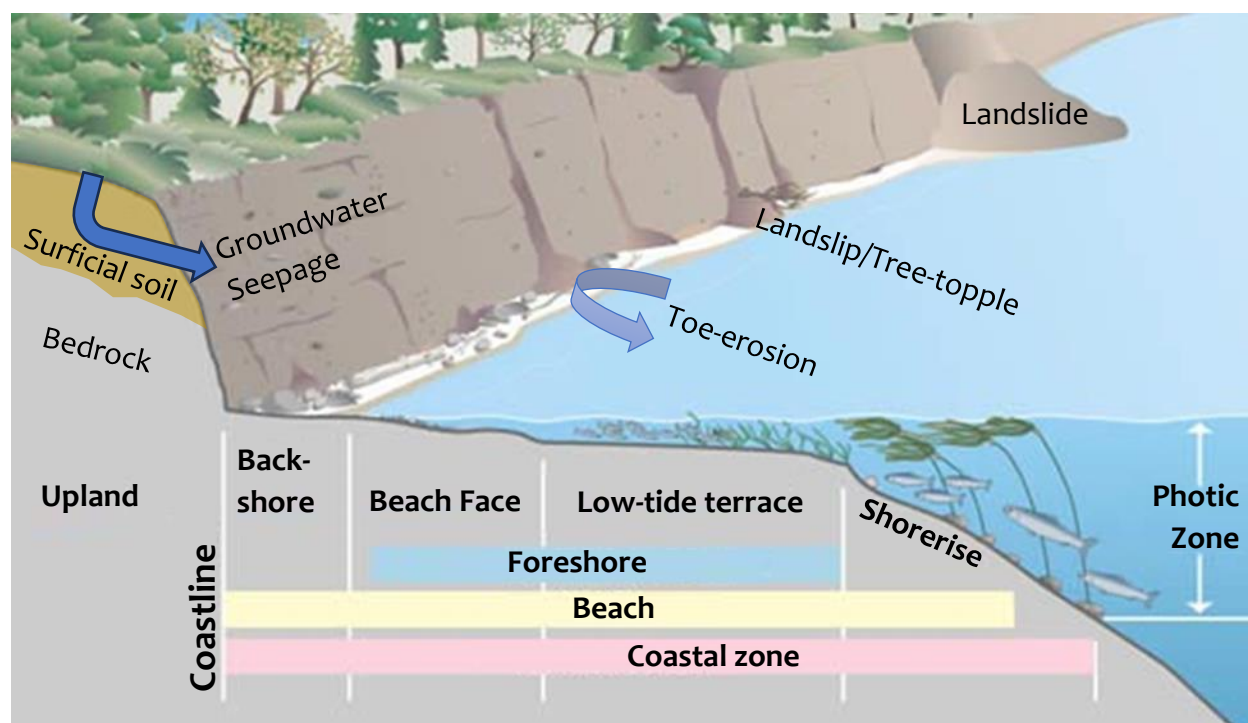 Landslide
Groundwater
Seepage
Landslip/Tree-topple
Surficial soil
Toe-erosion
Bedrock
Upland
Back-
shore
Beach Face
Low-tide terrace
Shorerise
Photic
Zone
Coastline
Foreshore
Beach
Coastal zone